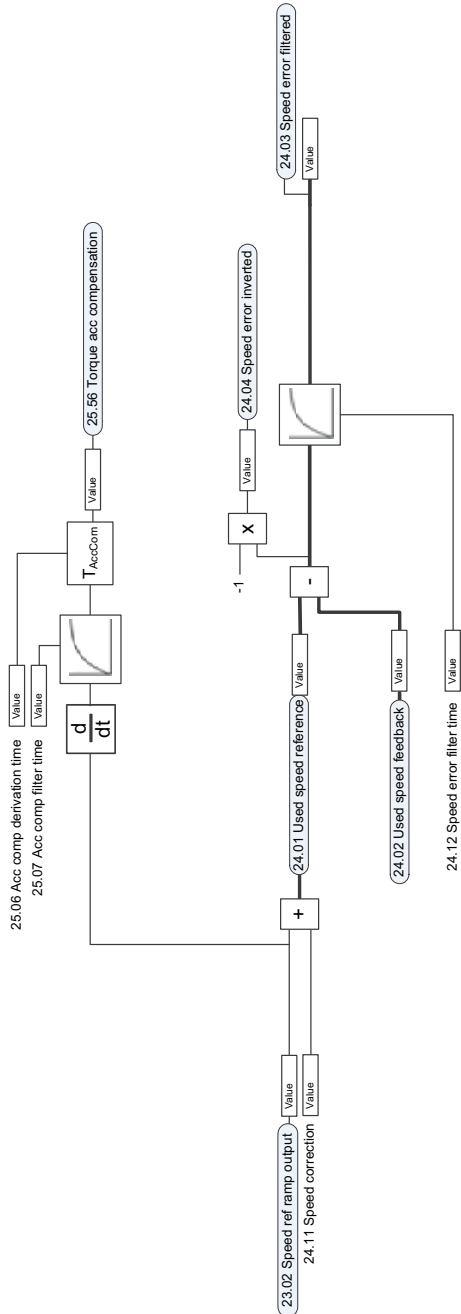 25.06 Acc comp derivation time
Value
25.07 Acc comp filter time
Value
d
dt
TAccCom
Value
25.56 Torque acc compensation
23.02 Speed ref ramp output
Value
24.11 Speed correction
Value
+
24.01 Used speed reference
Value
-
-1
x
Value
24.04 Speed error inverted
24.02 Used speed feedback
Value
24.12 Speed error filter time
Value
24.03 Speed error filtered
Value